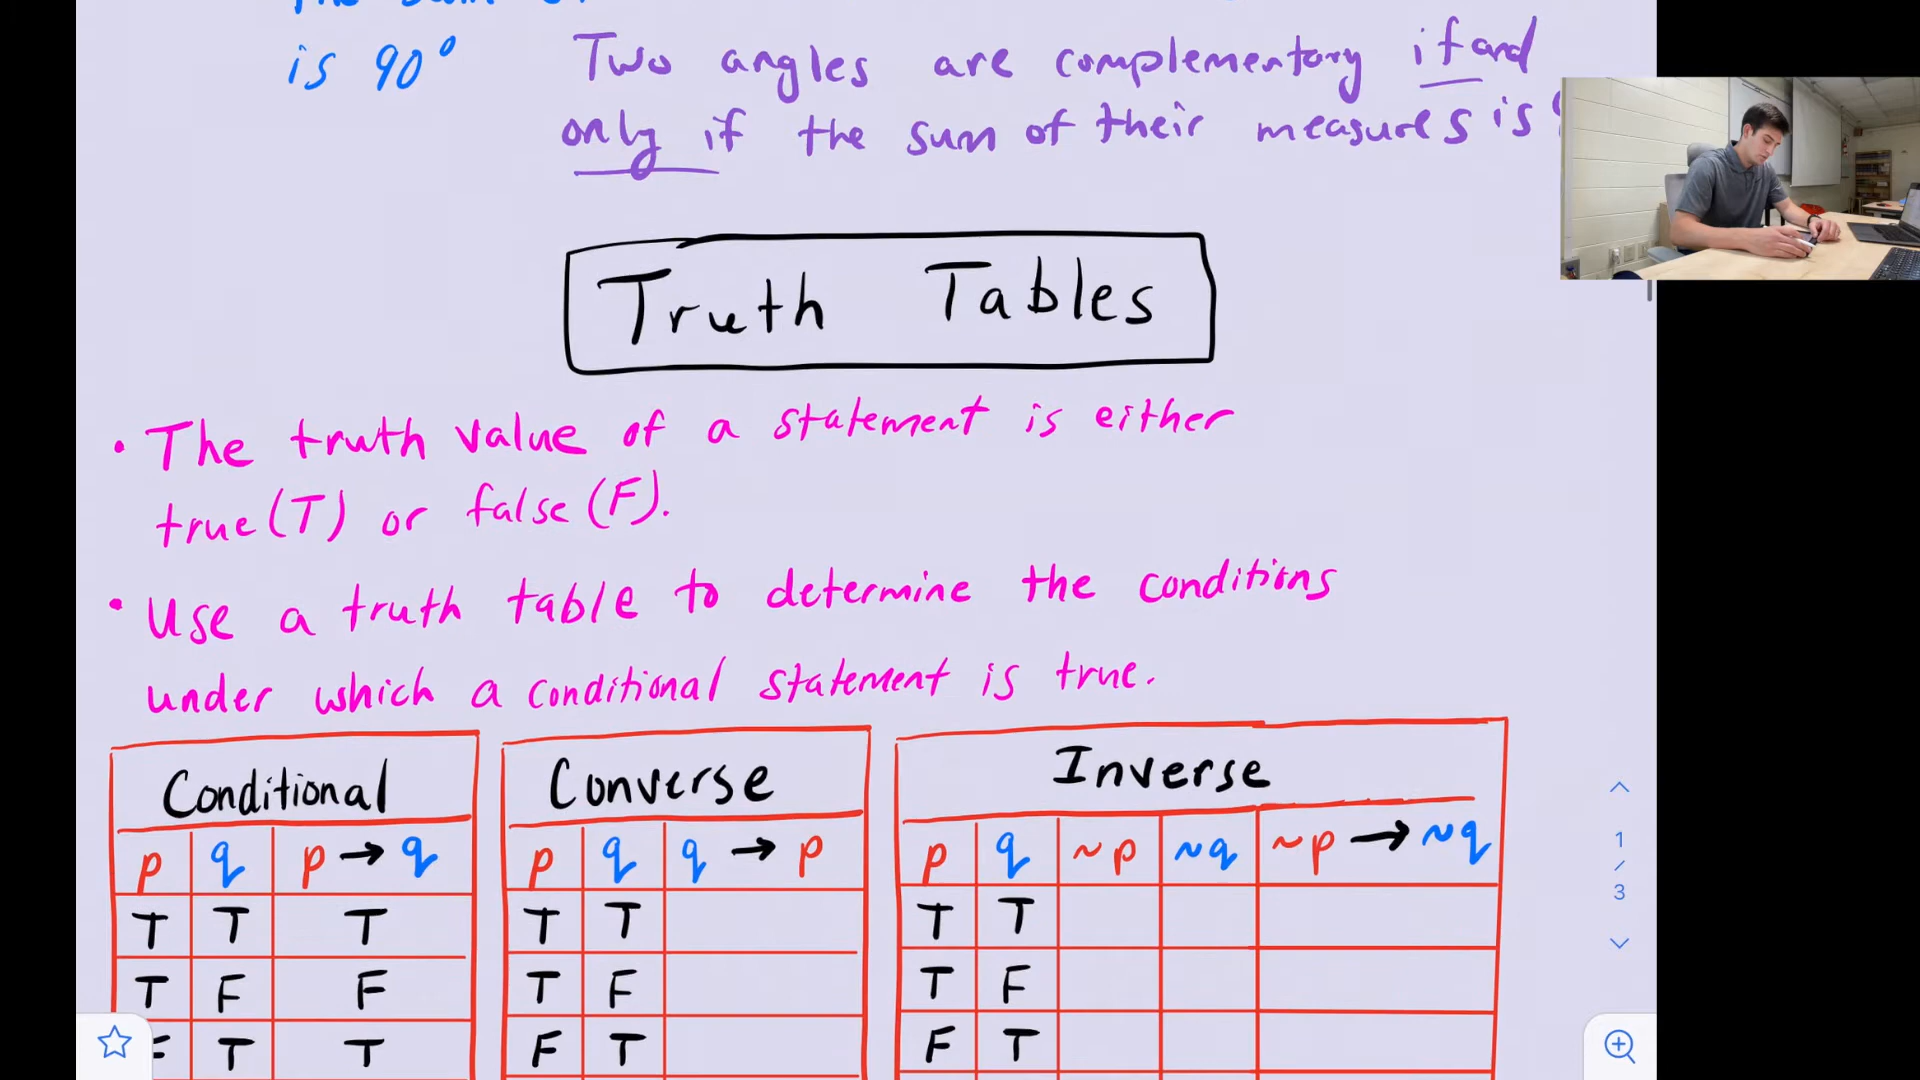 is 90°
Two angles are complementary if and
only if the sum of their measures is
Truth Tables
• The truth value of a statement is either
true (T) or false (F).
• Use a truth table to determine the conditions
under which a conditional statement is true.
Conditional
p q p → q
T T T
T F F
F T T
Converse
p q q → p
T T
T F
F T
Inverse
p q ~p ~q ~p → ~q
T T
T F
F T
1
/
3